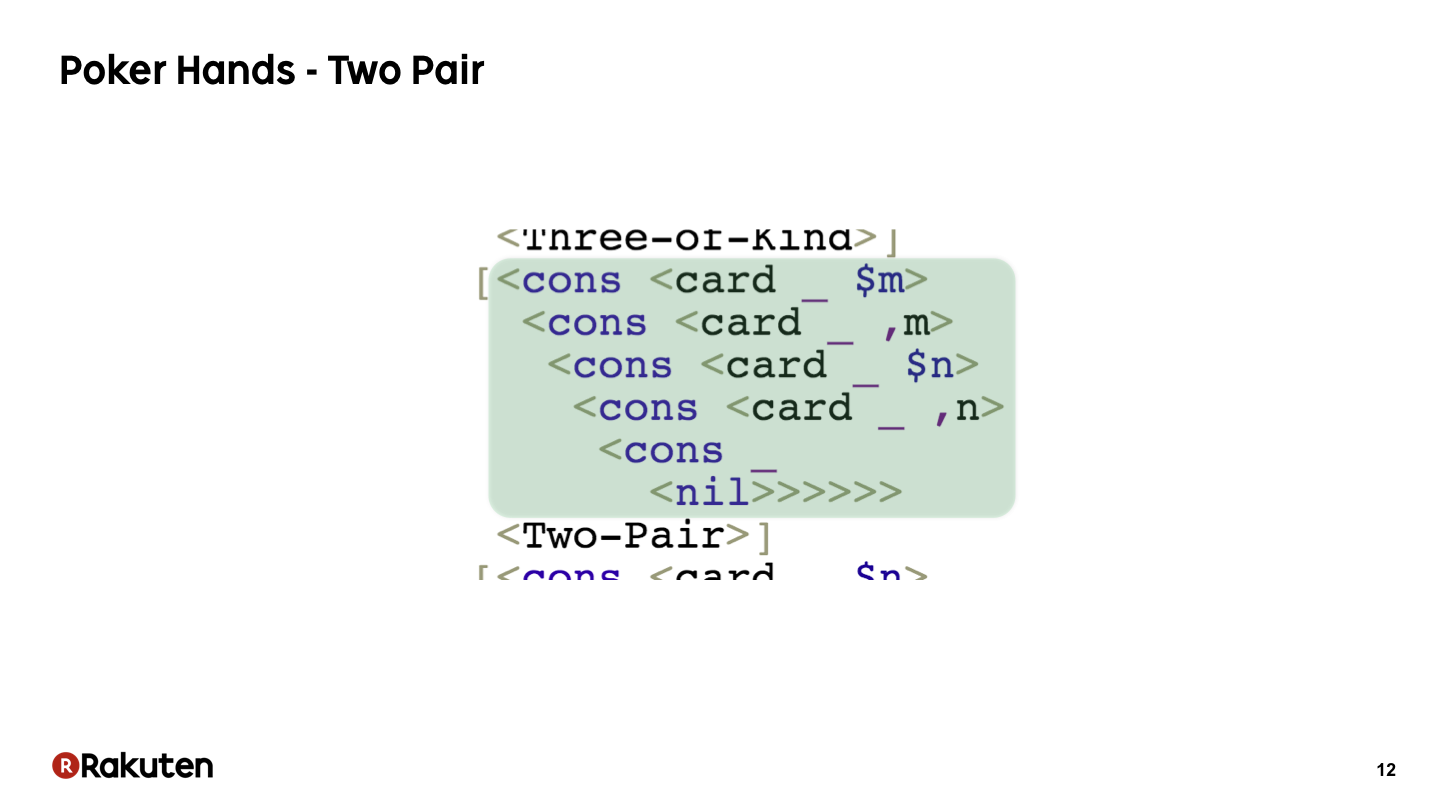 Poker Hands - Two Pair
<Three-of-Kind>]
[<cons <card _ $m>
<cons <card _ ,m>
<cons <card _ $n>
<cons <card _ ,n>
<cons _
<nil>>>>>>>
<Two-Pair>]
[<cons <card _ $n>
Rakuten
12